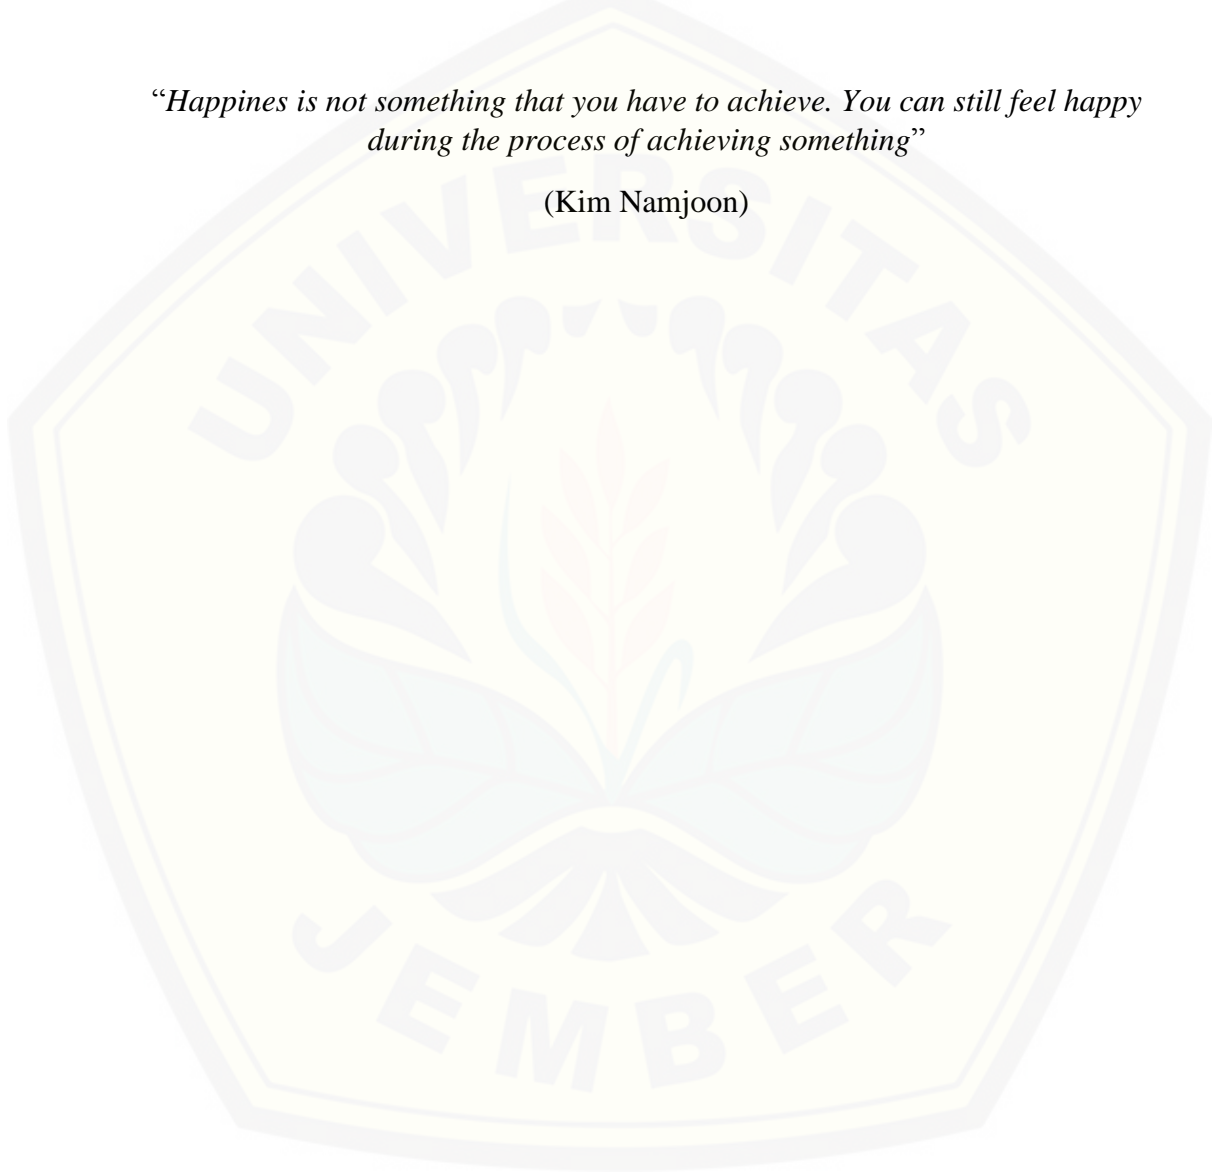 “Happines is not something that you have to achieve. You can still feel happy
during the process of achieving something”
(Kim Namjoon)
UNIVERSITAS
JEMBER